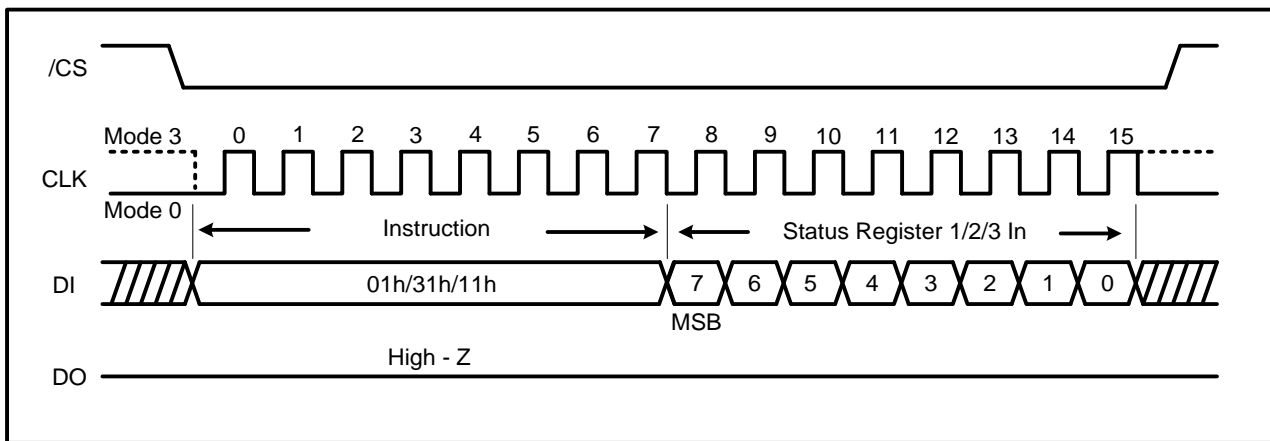 /CS
Mode 3
0 1 2 3 4 5 6 7 8 9 10 11 12 13 14 15
CLK
Mode 0
Instruction
Status Register 1/2/3 In
DI
01h/31h/11h
7 6 5 4 3 2 1 0
MSB
High - Z
DO